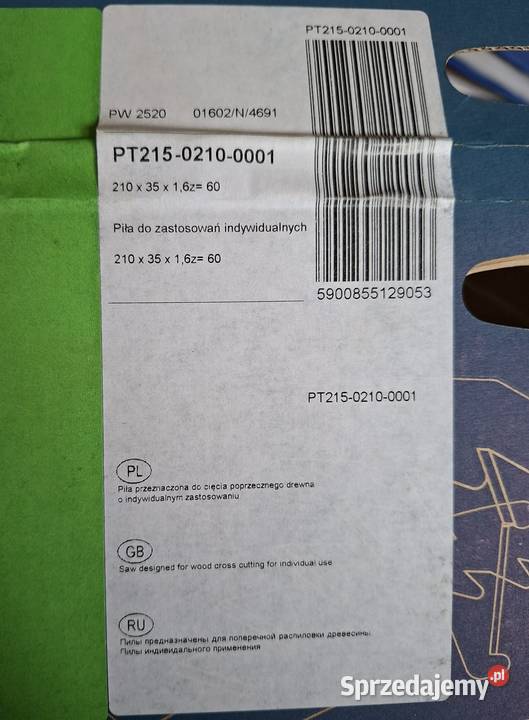 PT215-0210-0001
PW 2520 01602/N/4691
PT215-0210-0001
210 x 35 x 1,6z= 60
Piła do zastosowań indywidualnych
210 x 35 x 1,6z= 60
5900855129053
PT215-0210-0001
PL
Piła przeznaczona do cięcia poprzecznego drewna
o indywidualnym zastosowaniu
GB
Saw designed for wood cross cutting for individual use
RU
Пилы предназначены для поперечной распиловки древесины.
Пилы индивидуального применения
Sprzedajemy.pl